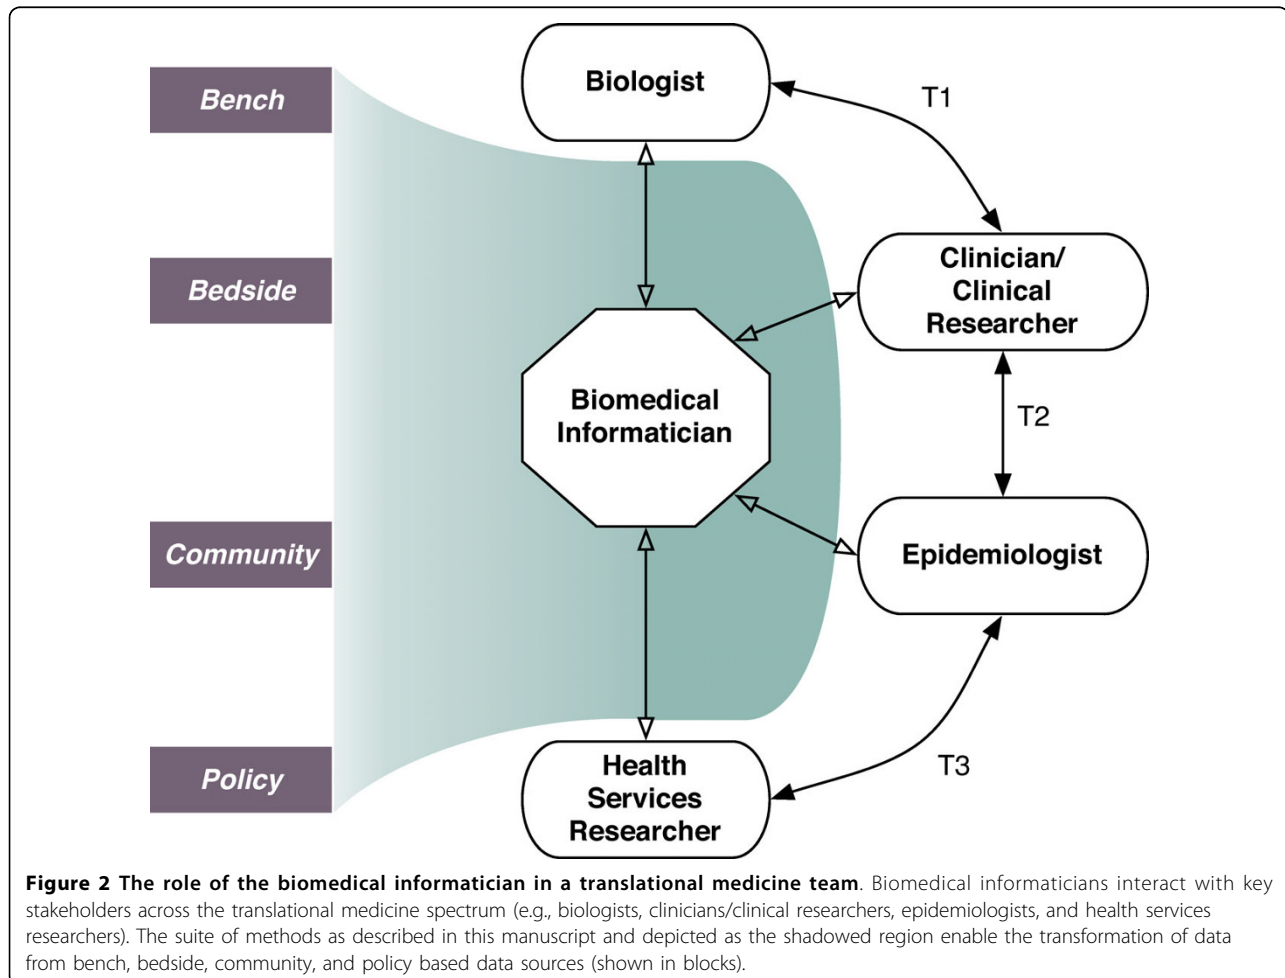 Bench
Bedside
Community
Policy
Biologist
T1
Clinician/
Clinical
Researcher
Biomedical
Informatician
T2
Epidemiologist
T3
Health
Services
Researcher
Figure 2 The role of the biomedical informatician in a translational medicine team. Biomedical informaticians interact with key
stakeholders across the translational medicine spectrum (e.g., biologists, clinicians/clinical researchers, epidemiologists, and health services
researchers). The suite of methods as described in this manuscript and depicted as the shadowed region enable the transformation of data
from bench, bedside, community, and policy based data sources (shown in blocks).